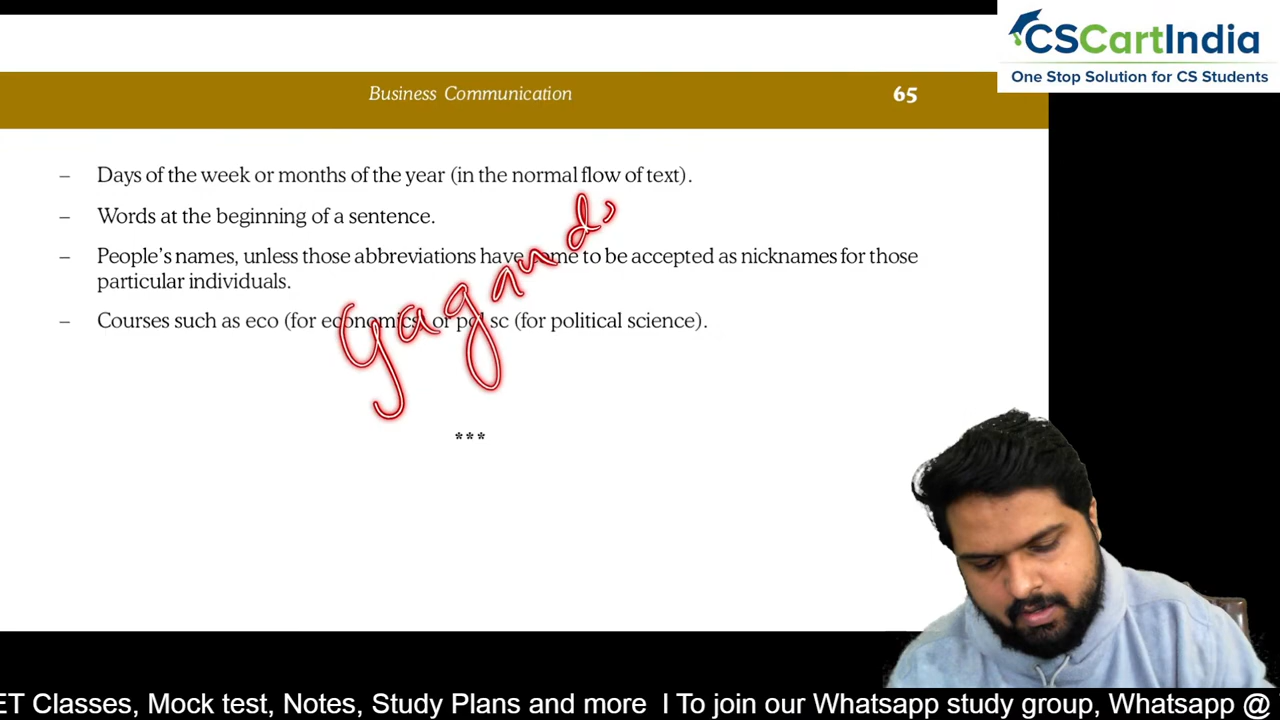 CSCartIndia
One Stop Solution for CS Students
Business Communication 65
– Days of the week or months of the year (in the normal flow of text).
– Words at the beginning of a sentence.
– People's names, unless those abbreviations have come to be accepted as nicknames for those
particular individuals.
– Courses such as eco (for economics) or pol sc (for political science).
Gagand
***
ET Classes, Mock test, Notes, Study Plans and more l To join our Whatsapp study group, Whatsapp @